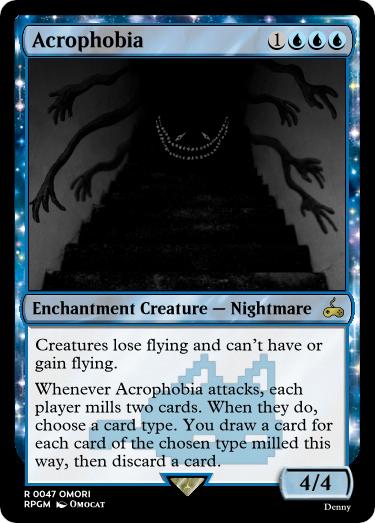 Acrophobia 1
Enchantment Creature — Nightmare
Creatures lose flying and can't have or
gain flying.
Whenever Acrophobia attacks, each
player mills two cards. When they do,
choose a card type. You draw a card for
each card of the chosen type milled this
way, then discard a card.
4/4
R 0047 OMORI
RPGM Omocat
Denny